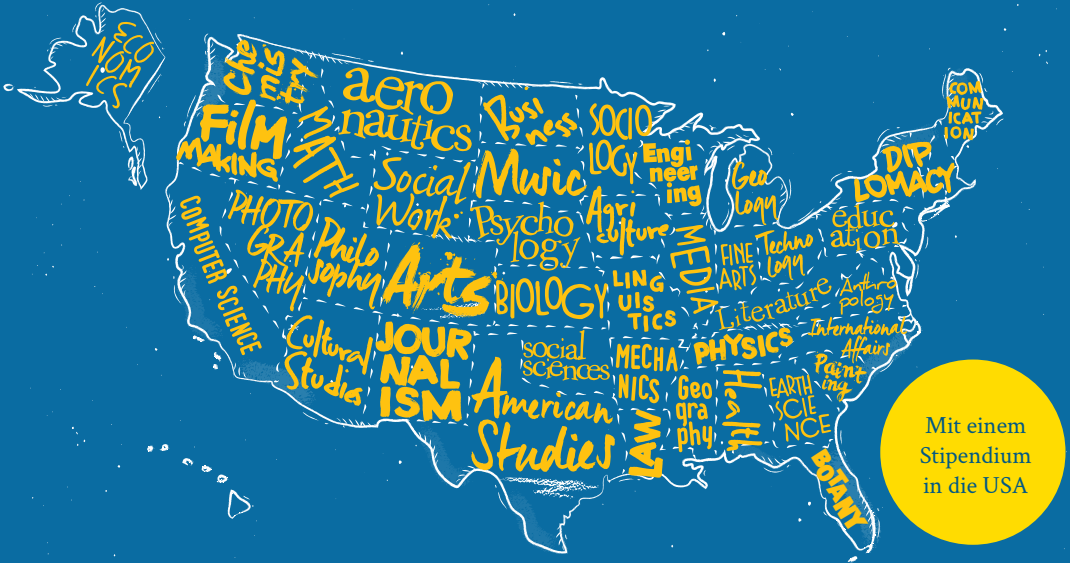 ECO
NOM
ICS
che
mis
try
aero
nautics
Busi
ness
SOCIO
LOGY
COM
MUN
ICAT
ION
FilM
MAKING
MATH
Social
Work
Music
Engi
neer
ing
Geo
logy
DIP
LOMACY
COMPUTER SCIENCE
PHOTO
GRA
PHY
Philo
sophy
Arts
Psycho
logy
Agri
culture
MEDIA
FINE
ARTS
Techno
logy
educ
ation
BIOLOGY
LING
UIS
TICS
Literature
Anthro
pology
Cultural
Studies
JOUR
NAL
ISM
social
sciences
MECHA
NICS
PHYSICS
International
Affairs
American
Studies
LAW
Geo
gra
phy
Health
EARTH
SCIE
NCE
Paint
ing
BOTANY
Mit einem
Stipendium
in die USA